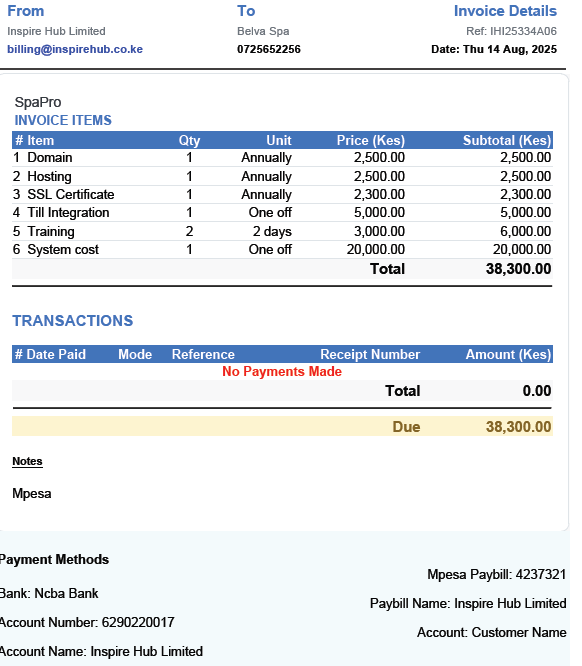 From To Invoice Details
Inspire Hub Limited Belva Spa Ref: IHI25334A06
billing@inspirehub.co.ke 0725652256 Date: Thu 14 Aug, 2025
SpaPro
INVOICE ITEMS
# Item Qty Unit Price (Kes) Subtotal (Kes)
1 Domain 1 Annually 2,500.00 2,500.00
2 Hosting 1 Annually 2,500.00 2,500.00
3 SSL Certificate 1 Annually 2,300.00 2,300.00
4 Till Integration 1 One off 5,000.00 5,000.00
5 Training 2 2 days 3,000.00 6,000.00
6 System cost 1 One off 20,000.00 20,000.00
Total 38,300.00
TRANSACTIONS
# Date Paid Mode Reference Receipt Number Amount (Kes)
No Payments Made
Total 0.00
Due 38,300.00
Notes
Mpesa
Payment Methods
Bank: Ncba Bank
Account Number: 6290220017
Account Name: Inspire Hub Limited
Mpesa Paybill: 4237321
Paybill Name: Inspire Hub Limited
Account: Customer Name